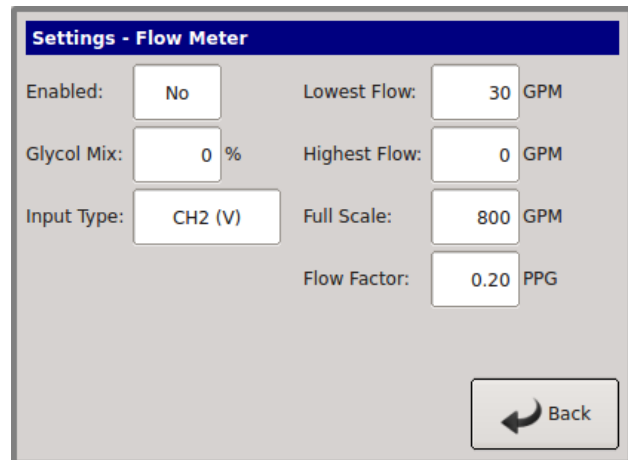 Settings - Flow Meter
Enabled: No Lowest Flow: 30 GPM
Glycol Mix: 0 % Highest Flow: 0 GPM
Input Type: CH2 (V) Full Scale: 800 GPM
Flow Factor: 0.20 PPG
Back